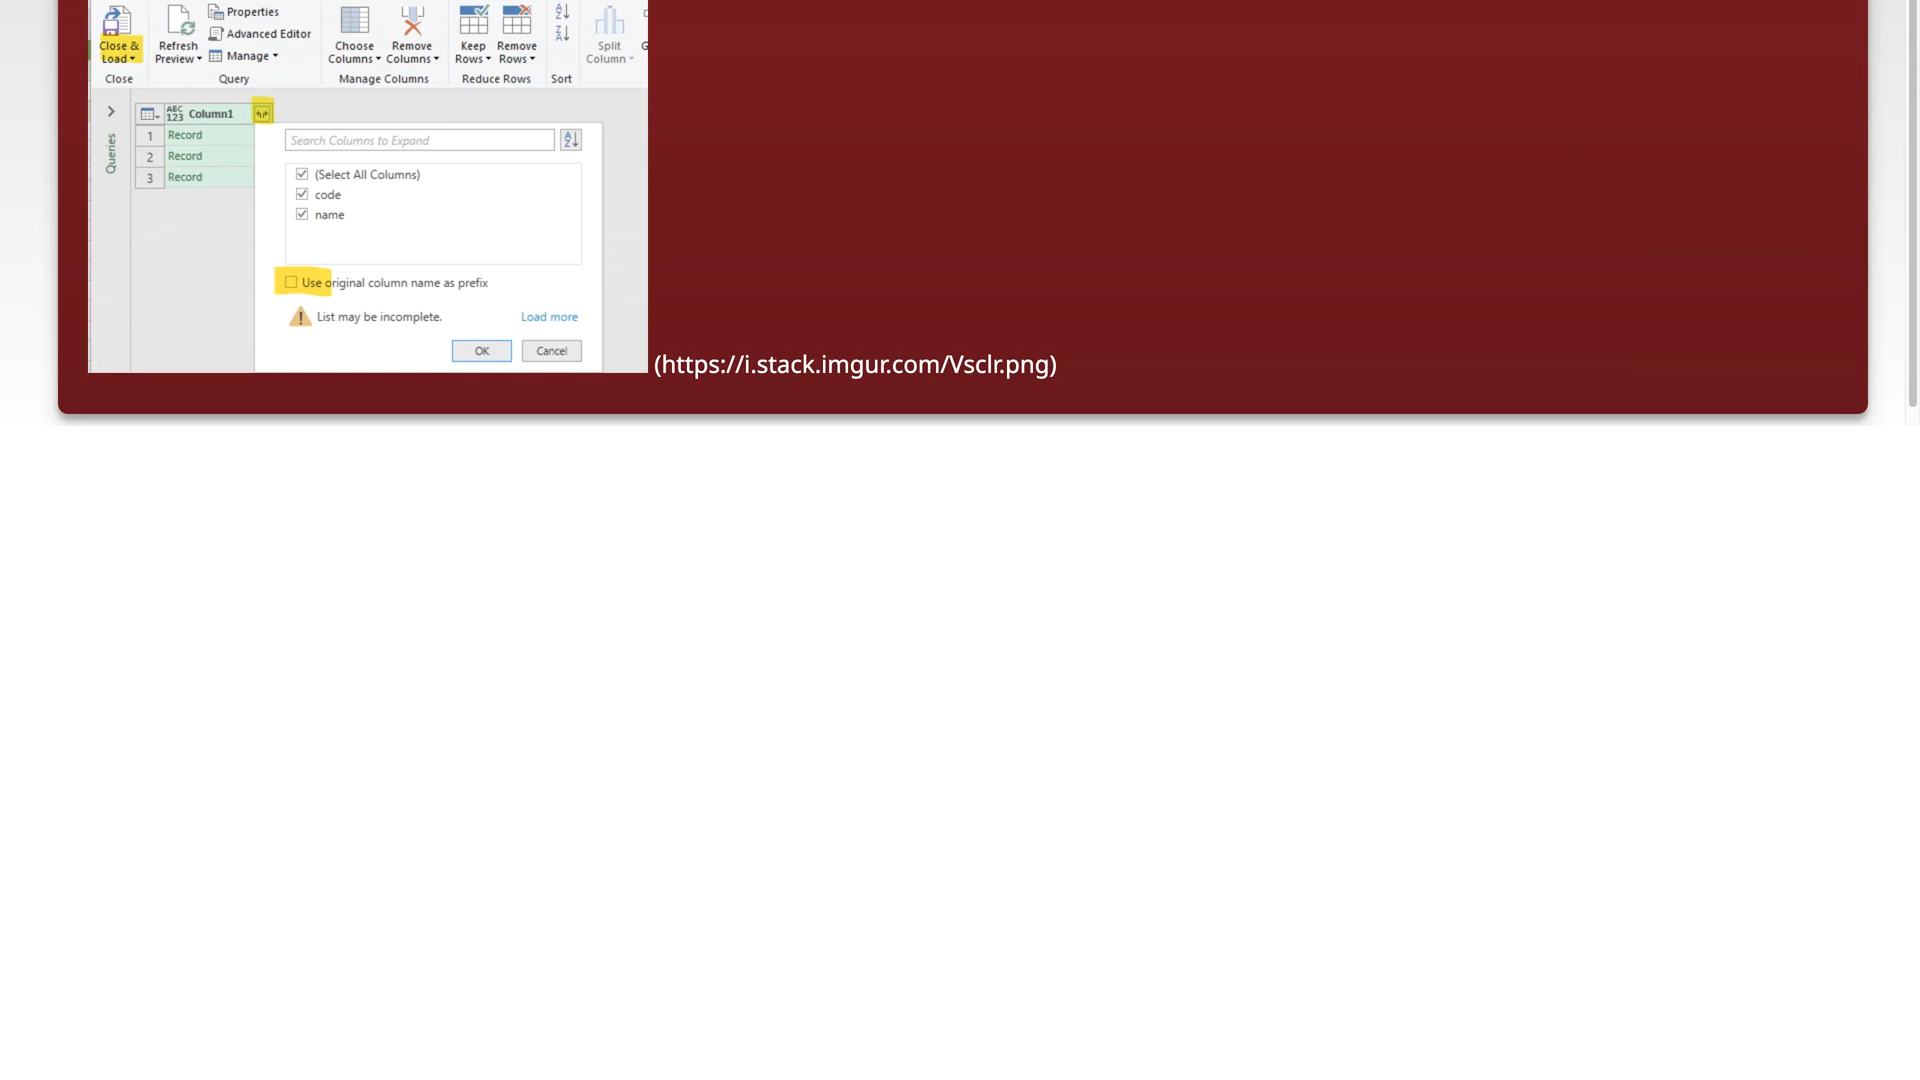 Properties
Advanced Editor
Close & Load
Refresh Preview
Manage
Choose Columns
Remove Columns
Keep Rows
Remove Rows
A Z
Z A
Split Column
G
Close
Query
Manage Columns
Reduce Rows
Sort
Queries
ABC 123 Column1
1 Record
2 Record
3 Record
Search Columns to Expand
A Z
(Select All Columns)
code
name
Use original column name as prefix
List may be incomplete.
Load more
OK
Cancel
(https://i.stack.imgur.com/Vsclr.png)